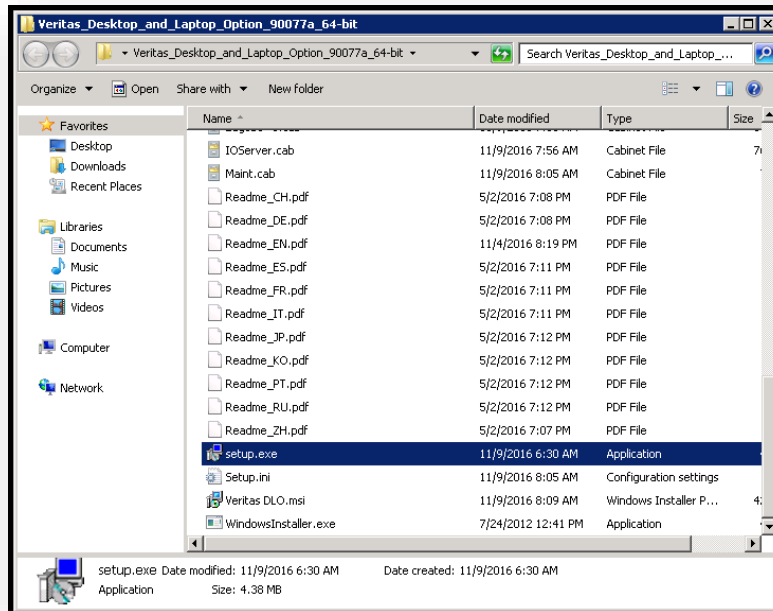 Veritas_Desktop_and_Laptop_Option_90077a_64-bit
Veritas_Desktop_and_Laptop_Option_90077a_64-bit
Search Veritas_Desktop_and_Laptop_...
Organize Open Share with New folder
Favorites
Desktop
Downloads
Recent Places
Libraries
Documents
Music
Pictures
Videos
Computer
Network
Name Date modified Type Size
IOServer.cab 11/9/2016 7:56 AM Cabinet File
Maint.cab 11/9/2016 8:05 AM Cabinet File
Readme_CH.pdf 5/2/2016 7:08 PM PDF File
Readme_DE.pdf 5/2/2016 7:08 PM PDF File
Readme_EN.pdf 11/4/2016 8:19 PM PDF File
Readme_ES.pdf 5/2/2016 7:11 PM PDF File
Readme_FR.pdf 5/2/2016 7:11 PM PDF File
Readme_IT.pdf 5/2/2016 7:11 PM PDF File
Readme_JP.pdf 5/2/2016 7:12 PM PDF File
Readme_KO.pdf 5/2/2016 7:12 PM PDF File
Readme_PT.pdf 5/2/2016 7:12 PM PDF File
Readme_RU.pdf 5/2/2016 7:12 PM PDF File
Readme_ZH.pdf 5/2/2016 7:07 PM PDF File
setup.exe 11/9/2016 6:30 AM Application
Setup.ini 11/9/2016 8:05 AM Configuration settings
Veritas DLO.msi 11/9/2016 8:09 AM Windows Installer P...
WindowsInstaller.exe 7/24/2012 12:41 PM Application
setup.exe Date modified: 11/9/2016 6:30 AM Date created: 11/9/2016 6:30 AM
Application Size: 4.38 MB